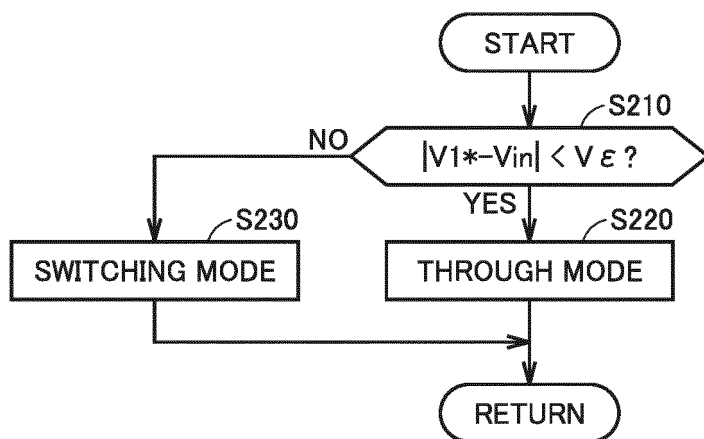 START
S210
|V1*-Vin| < Vε?
NO
YES
S230
S220
SWITCHING MODE
THROUGH MODE
RETURN